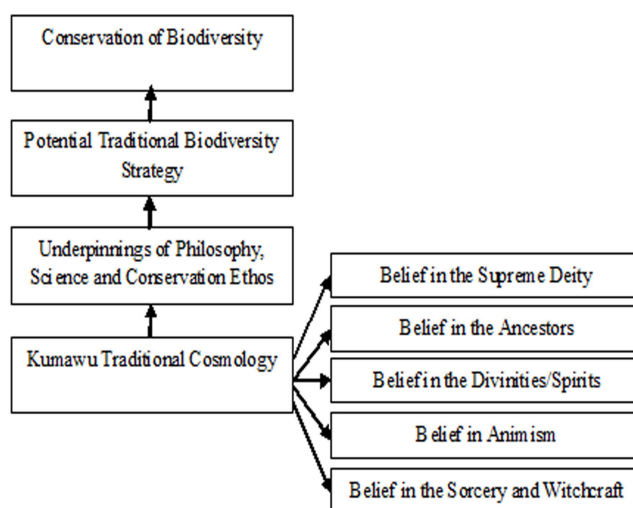 Conservation of Biodiversity
Potential Traditional Biodiversity
Strategy
Underpinnings of Philosophy,
Science and Conservation Ethos
Kumawu Traditional Cosmology
Belief in the Supreme Deity
Belief in the Ancestors
Belief in the Divinities/Spirits
Belief in Animism
Belief in the Sorcery and Witchcraft